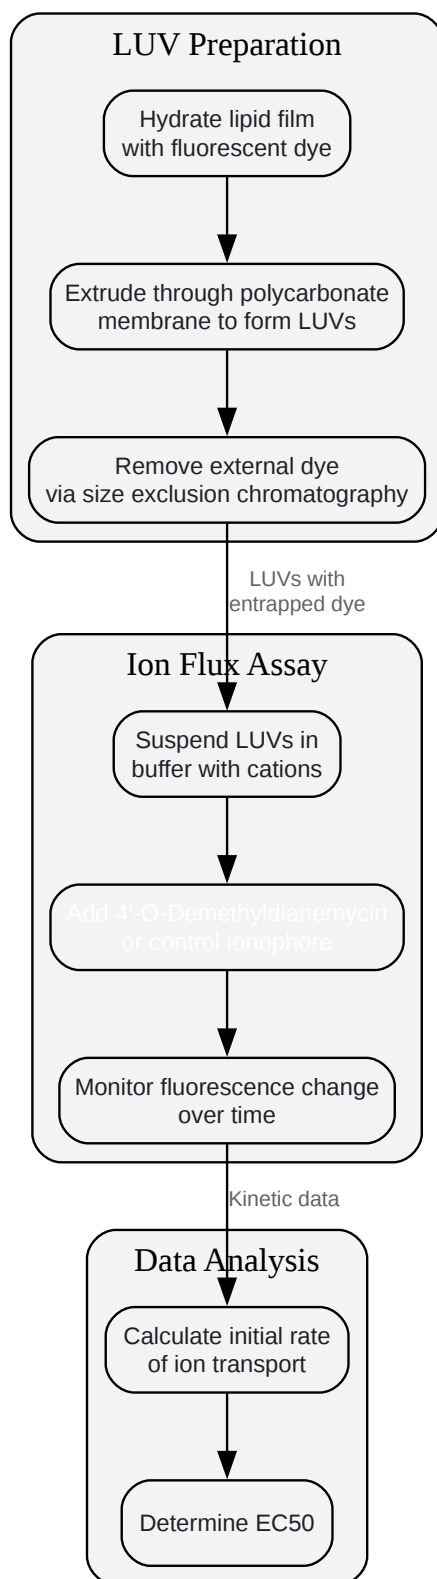 LUV Preparation
Hydrate lipid film
with fluorescent dye
Extrude through polycarbonate
membrane to form LUVs
Remove external dye
via size exclusion chromatography
LUVs with
entrapped dye
Ion Flux Assay
Suspend LUVs in
buffer with cations
Add 4'-O-Demethyldianemycin
or control ionophore
Monitor fluorescence change
over time
Kinetic data
Data Analysis
Calculate initial rate
of ion transport
Determine EC50